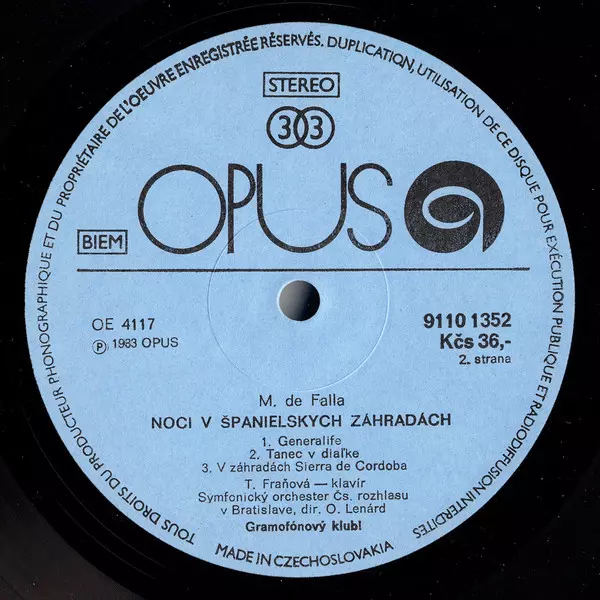 TOUS DROITS DU PRODUCTEUR PHONOGRAPHIQUE ET DU PROPRIÉTAIRE DE L'OEUVRE ENREGISTRÉE RÉSERVÉS. DUPLICATION, UTILISATION DE CE DISQUE POUR EXÉCUTION PUBLIQUE ET RADIODIFFUSION INTERDITES
STEREO
33
OPUS
BIEM
OE 4117
9110 1352
Ⓟ 1983 OPUS
Kčs 36,-
2. strana
M. de Falla
NOCI V ŠPANIELSKYCH ZÁHRADÁCH
1. Generalife
2. Tanec v diaľke
3. V záhradách Sierra de Cordoba
T. Fraňová — klavír
Symfonický orchester Čs. rozhlasu
v Bratislave, dir. O. Lenárd
Gramofónový klub!
MADE IN CZECHOSLOVAKIA